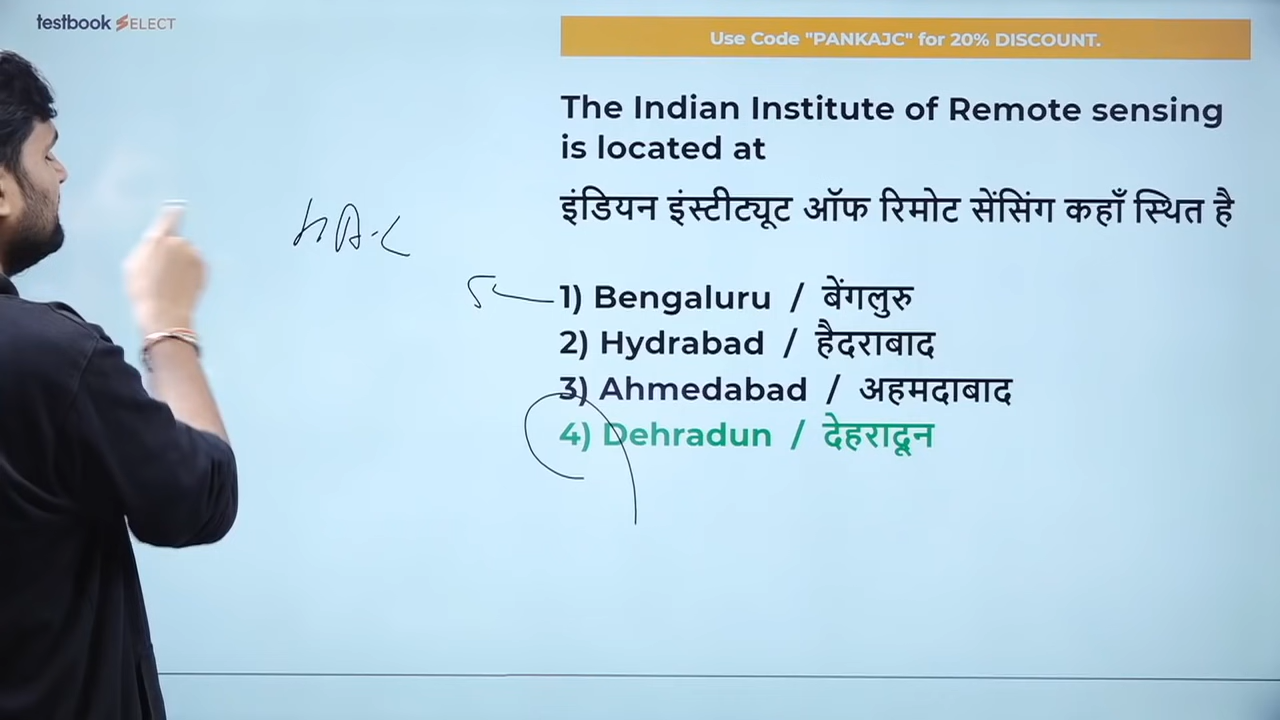 testbook SELECT
Use Code "PANKAJC" for 20% DISCOUNT.
The Indian Institute of Remote sensing
is located at
इंडियन इंस्टीट्यूट ऑफ रिमोट सेंसिंग कहाँ स्थित है
HAL
1) Bengaluru / बेंगलुरु
2) Hydrabad / हैदराबाद
3) Ahmedabad / अहमदाबाद
4) Dehradun / देहरादून